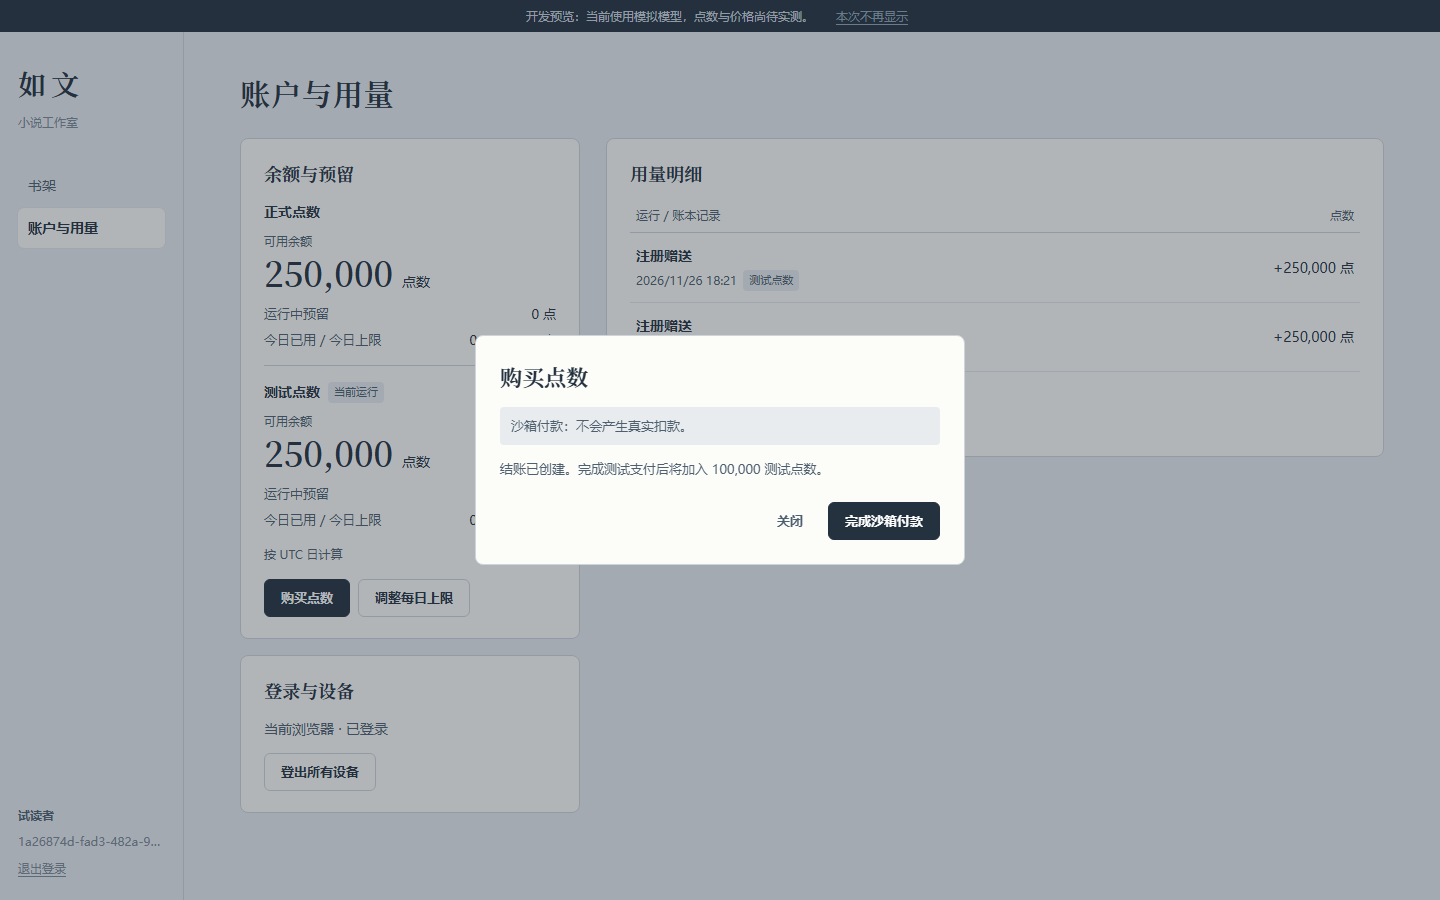 开发预览：当前使用模拟模型，点数与价格尚待实测。 本次不再显示
如文
小说工作室
书架
账户与用量
试读者
1a26874d-fad3-482a-9...
退出登录
账户与用量
余额与预留
正式点数
可用余额
250,000 点数
运行中预留 0 点
今日已用 / 今日上限
测试点数 当前运行
可用余额
250,000 点数
运行中预留
今日已用 / 今日上限
按 UTC 日计算
购买点数 调整每日上限
登录与设备
当前浏览器 · 已登录
登出所有设备
用量明细
运行 / 账本记录 点数
注册赠送
2026/11/26 18:21 测试点数
+250,000 点
注册赠送
+250,000 点
购买点数
沙箱付款：不会产生真实扣款。
结账已创建。完成测试支付后将加入 100,000 测试点数。
关闭 完成沙箱付款